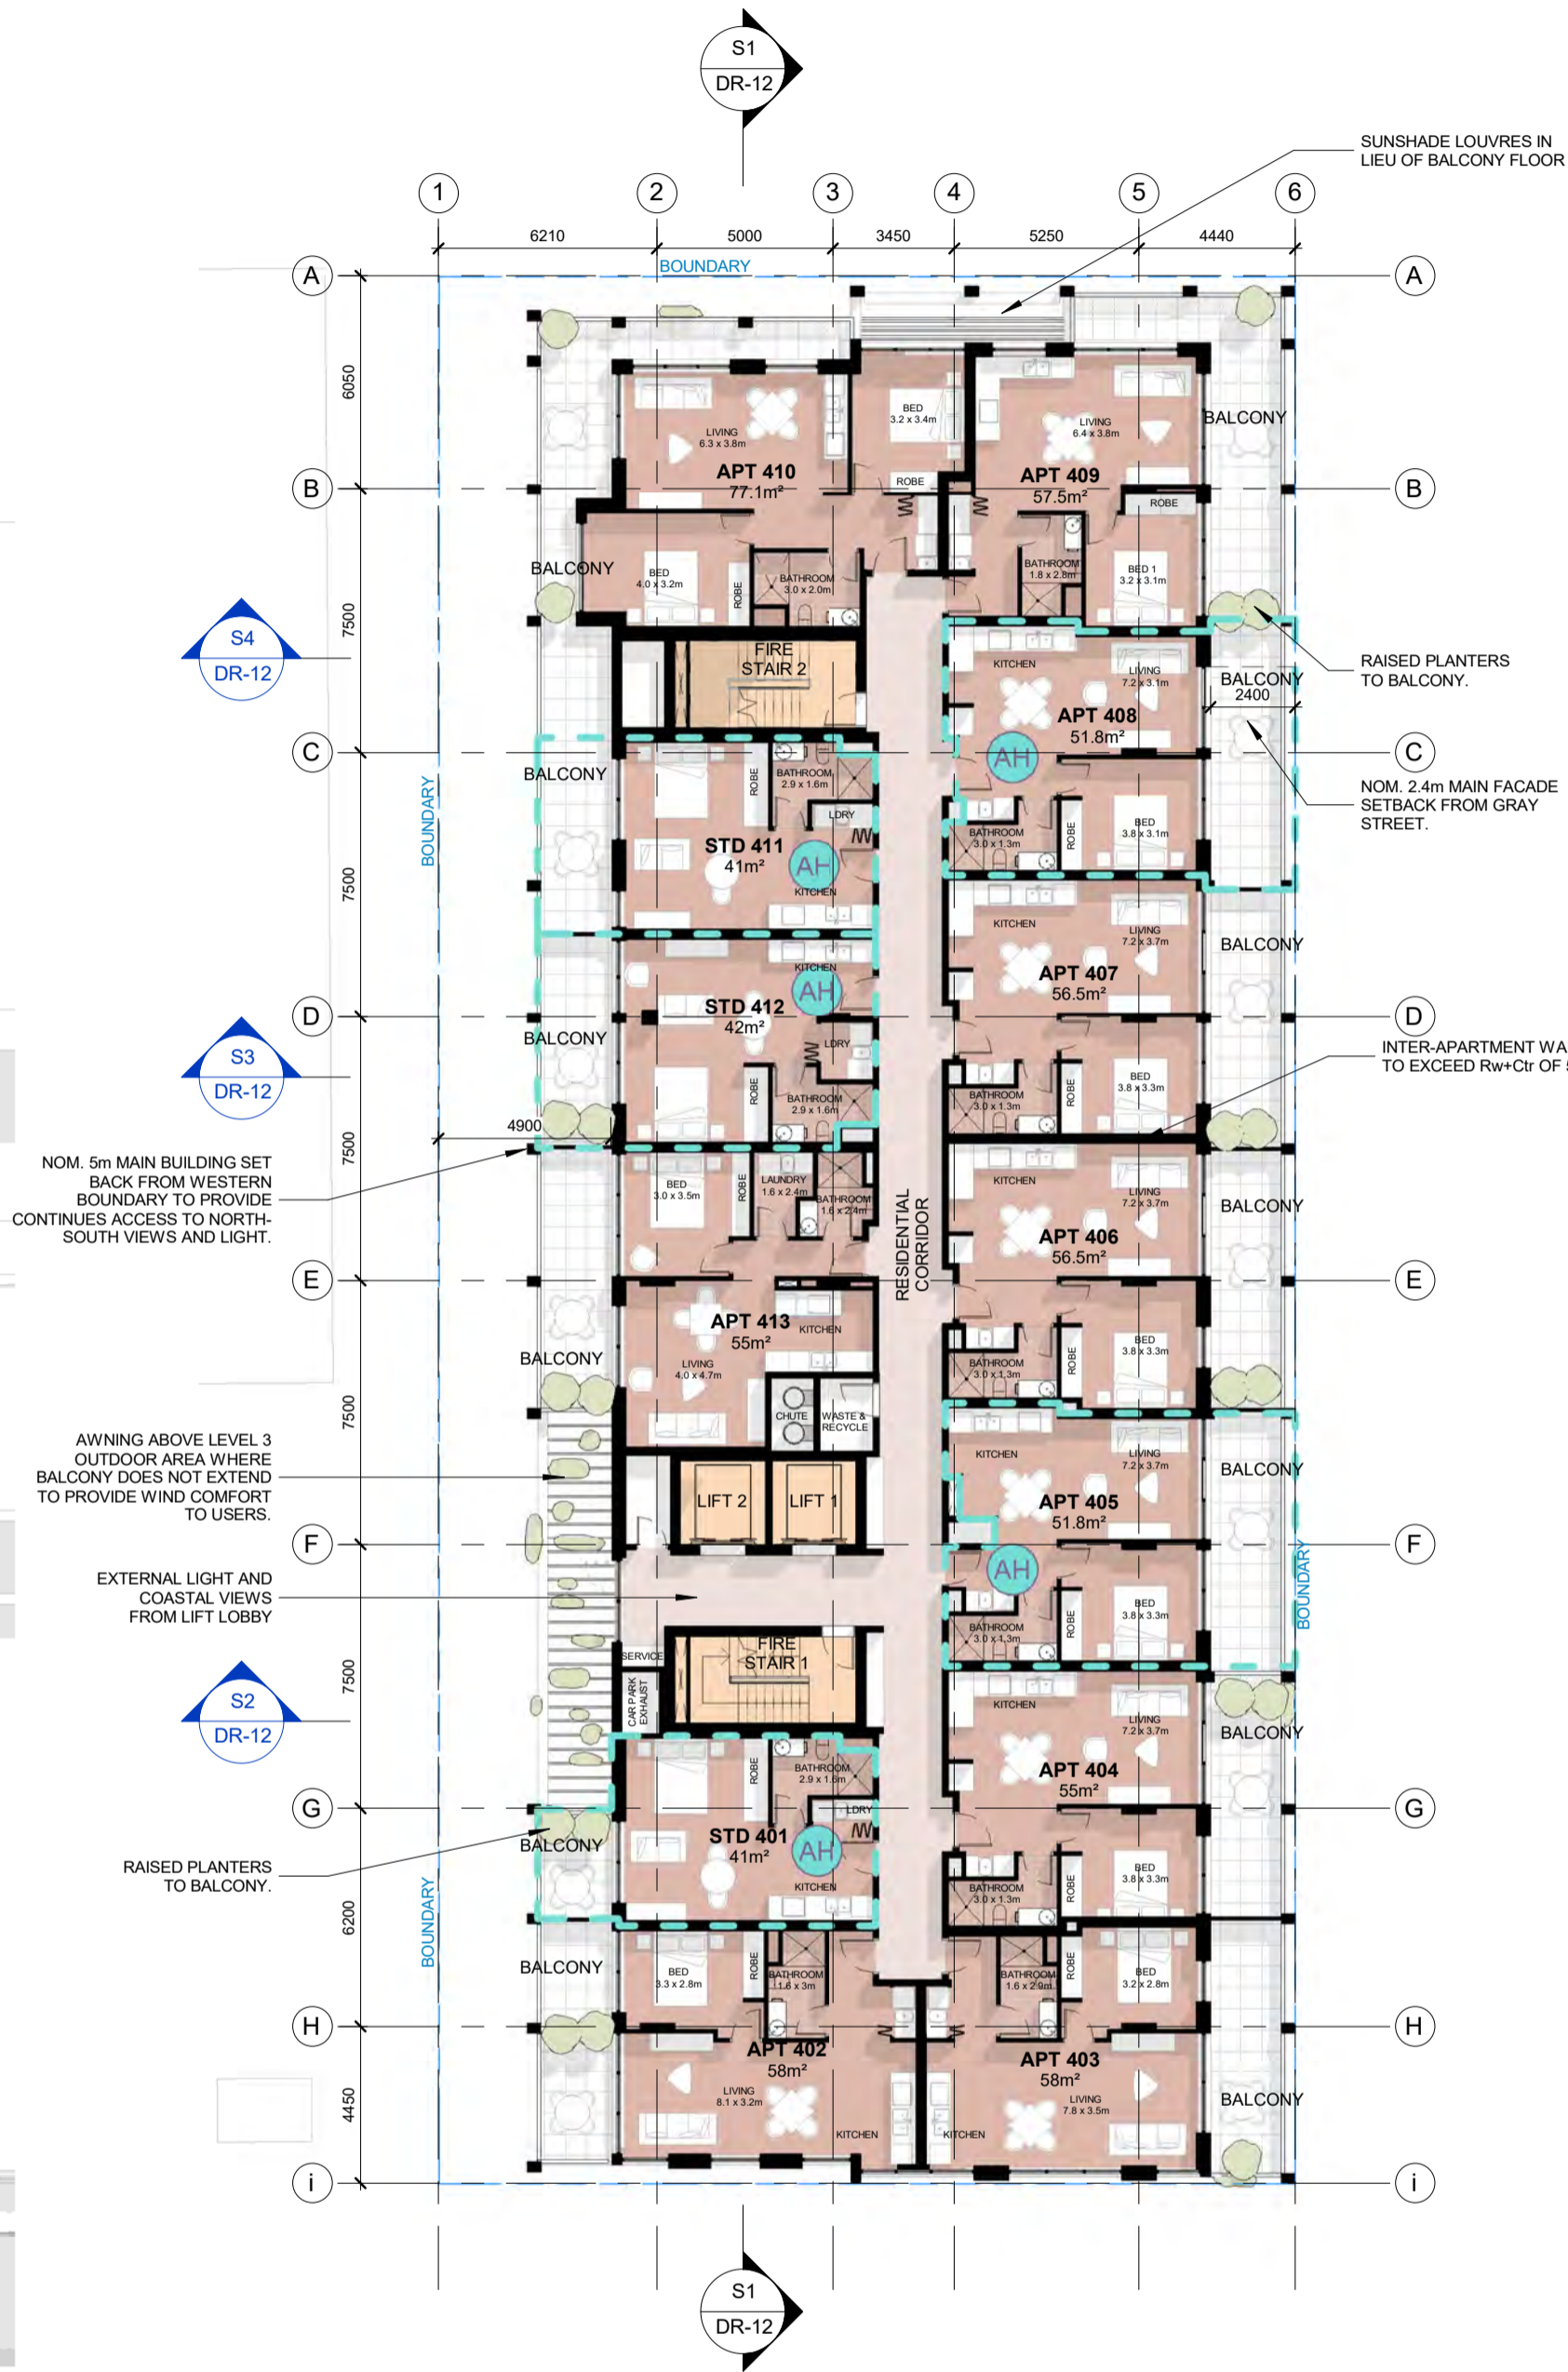 S1
DR-12
SUNSHADE LOUVRES IN
LIEU OF BALCONY FLOOR
1
2
3
4
5
6
6210
5000
3450
5250
4440
BOUNDARY
A
A
6050
BED
3.2 x 3.4m
LIVING
6.3 x 3.8m
LIVING
6.4 x 3.8m
BALCONY
APT 410
77.1m²
ROBE
APT 409
57.5m²
B
B
ROBE
BALCONY
BED
4.0 x 3.2m
ROBE
BATHROOM
3.0 x 2.0m
BATHROOM
1.8 x 2.8m
BED 1
3.2 x 3.1m
7500
S4
DR-12
FIRE
STAIR 2
KITCHEN
LIVING
7.2 x 3.1m
BALCONY
2400
RAISED PLANTERS
TO BALCONY.
APT 408
51.8m²
C
C
AH
BALCONY
ROBE
BATHROOM
2.9 x 1.6m
NOM. 2.4m MAIN FACADE
SETBACK FROM GRAY
STREET.
BOUNDARY
LDRY
BED
3.8 x 3.1m
BATHROOM
3.0 x 1.3m
ROBE
STD 411
41m²
AH
KITCHEN
7500
KITCHEN
LIVING
7.2 x 3.7m
BALCONY
KITCHEN
APT 407
56.5m²
AH
STD 412
42m²
D
D
BALCONY
LDRY
INTER-APARTMENT WA
TO EXCEED Rw+Ctr OF
S3
DR-12
ROBE
BATHROOM
2.9 x 1.6m
BED
3.8 x 3.3m
BATHROOM
3.0 x 1.3m
ROBE
4900
7500
NOM. 5m MAIN BUILDING SET
BACK FROM WESTERN
BOUNDARY TO PROVIDE
CONTINUES ACCESS TO NORTH-
SOUTH VIEWS AND LIGHT.
BED
3.0 x 3.5m
ROBE
LAUNDRY
1.6 x 2.4m
BATHROOM
1.6 x 2.4m
RESIDENTIAL
CORRIDOR
KITCHEN
LIVING
7.2 x 3.7m
BALCONY
APT 406
56.5m²
E
E
APT 413
55m²
KITCHEN
BALCONY
LIVING
4.0 x 4.7m
BED
3.8 x 3.3m
BATHROOM
3.0 x 1.3m
ROBE
7500
CHUTE
WASTE &
RECYCLE
AWNING ABOVE LEVEL 3
OUTDOOR AREA WHERE
BALCONY DOES NOT EXTEND
TO PROVIDE WIND COMFORT
TO USERS.
KITCHEN
LIVING
7.2 x 3.7m
BALCONY
LIFT 2
LIFT 1
APT 405
51.8m²
F
F
AH
BOUNDARY
EXTERNAL LIGHT AND
COASTAL VIEWS
FROM LIFT LOBBY
BED
3.8 x 3.3m
BATHROOM
3.0 x 1.3m
ROBE
SERVICE
FIRE
STAIR 1
CAR PARK
EXHAUST
7500
S2
DR-12
KITCHEN
LIVING
7.2 x 3.7m
BALCONY
ROBE
BATHROOM
2.9 x 1.6m
APT 404
55m²
G
G
LDRY
BALCONY
STD 401
41m²
AH
KITCHEN
RAISED PLANTERS
TO BALCONY.
BED
3.8 x 3.3m
BATHROOM
3.0 x 1.3m
ROBE
6200
BOUNDARY
BALCONY
BED
3.3 x 2.8m
ROBE
BATHROOM
1.6 x 3m
BATHROOM
1.6 x 2.9m
ROBE
BED
3.2 x 2.8m
H
H
APT 402
58m²
APT 403
58m²
LIVING
8.1 x 3.2m
LIVING
7.8 x 3.5m
BALCONY
4450
KITCHEN
KITCHEN
i
i
S1
DR-12